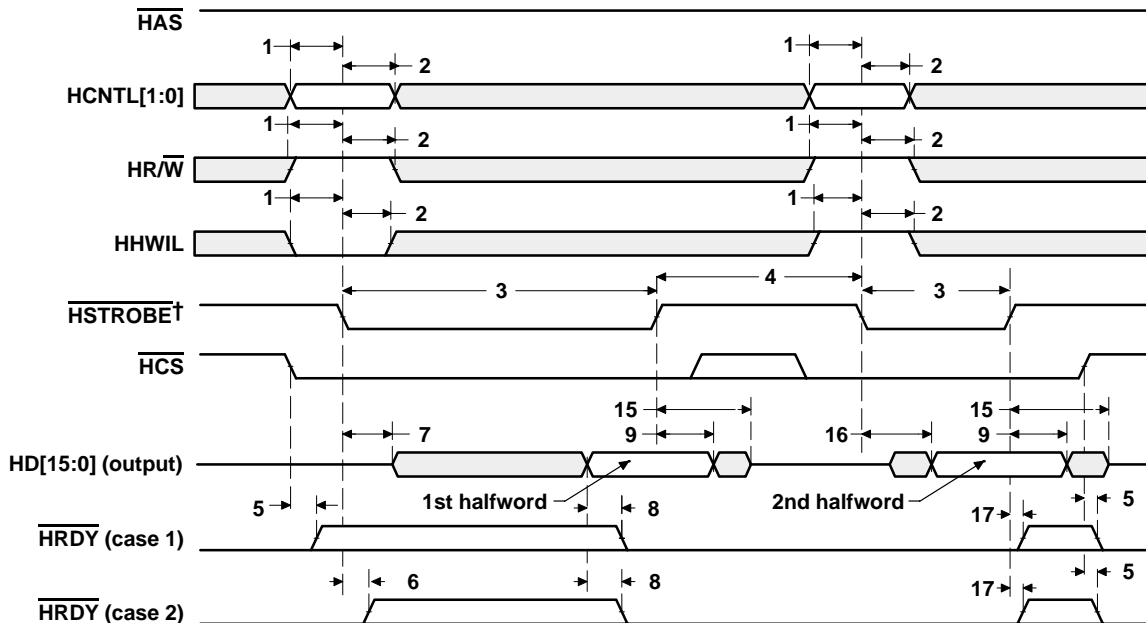 HAS
1
2
1
2
HCNTL[1:0]
1
2
1
2
HR/W
1
2
1
2
HHWIL
3
4
3
HSTROBE†
HCS
7
15
9
16
15
9
HD[15:0] (output)
5
1st halfword
8
2nd halfword
17
5
HRDY (case 1)
6
8
17
5
HRDY (case 2)